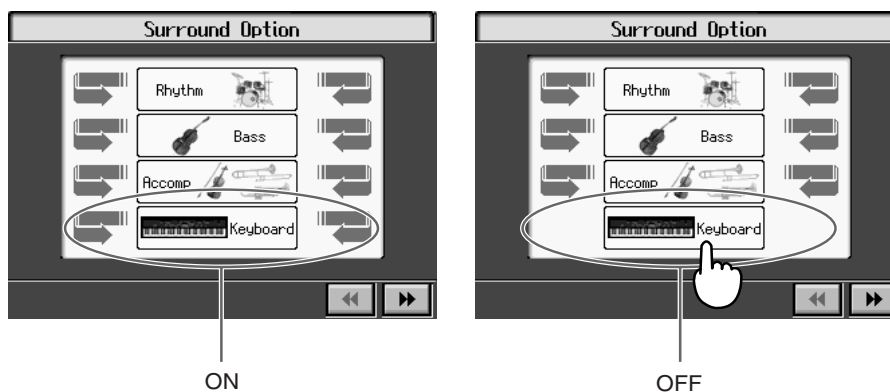 Surround Option
Rhythm
Bass
Accomp
Keyboard
ON
Surround Option
Rhythm
Bass
Accomp
Keyboard
OFF